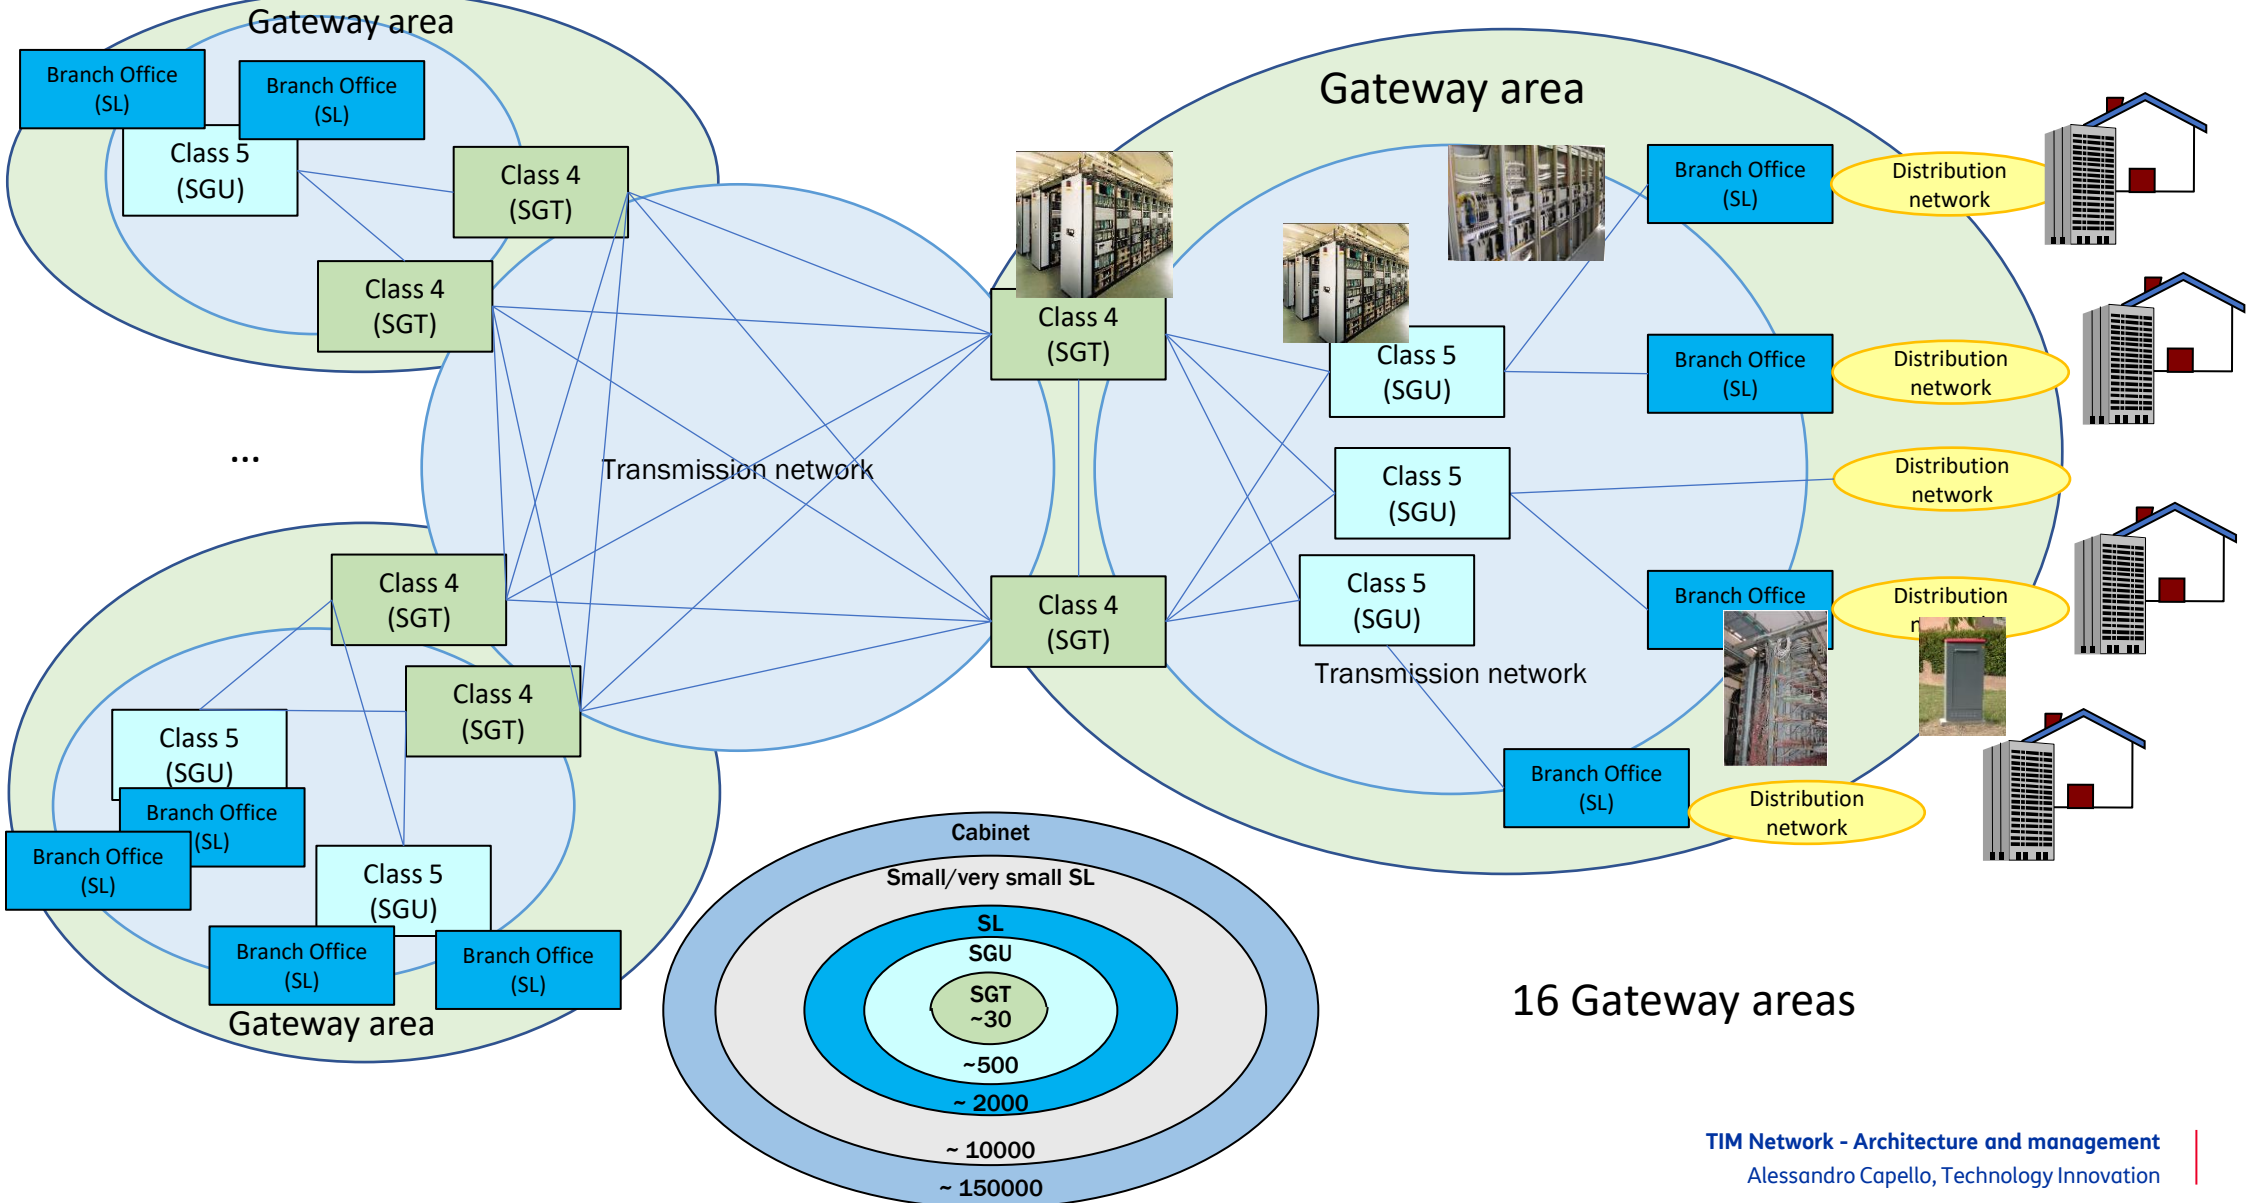 Gateway area
Branch Office
(SL)
Branch Office
(SL)
Class 5
(SGU)
Class 4
(SGT)
Class 4
(SGT)
...
Transmission network
Class 4
(SGT)
Class 4
(SGT)
Class 5
(SGU)
Branch Office
(SL)
Branch Office
(SL)
Class 5
(SGU)
Branch Office
(SL)
Branch Office
(SL)
Gateway area
Gateway area
Class 4
(SGT)
Class 4
(SGT)
Class 5
(SGU)
Class 5
(SGU)
Class 5
(SGU)
Transmission network
Branch Office
(SL)
Distribution
network
Branch Office
(SL)
Distribution
network
Distribution
network
Branch Office
Distribution
Branch Office
(SL)
Distribution
network
Cabinet
Small/very small SL
SL
SGU
SGT
~30
~500
~ 2000
~ 10000
~ 150000
16 Gateway areas
TIM Network - Architecture and management
Alessandro Capello, Technology Innovation